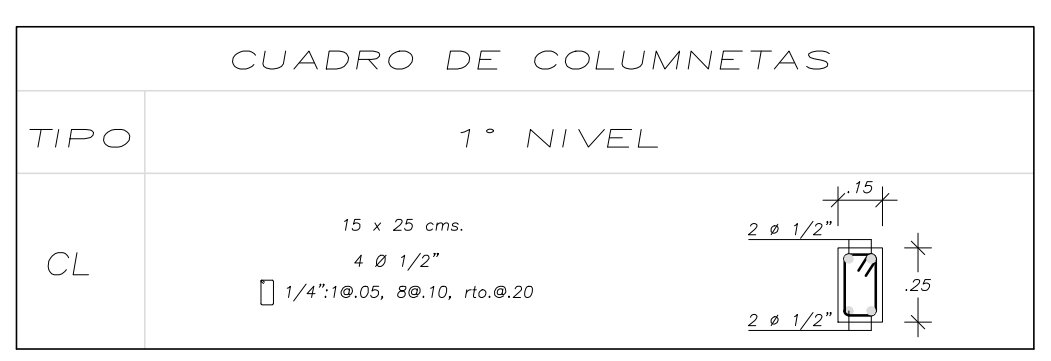 CUADRO DE COLUMNETAS
TIPO
1° NIVEL
CL
15 x 25 cms.
4 Ø 1/2"
1/4":1@.05, 8@.10, rto.@.20
.15
2 ø 1/2"
.25
2 ø 1/2"